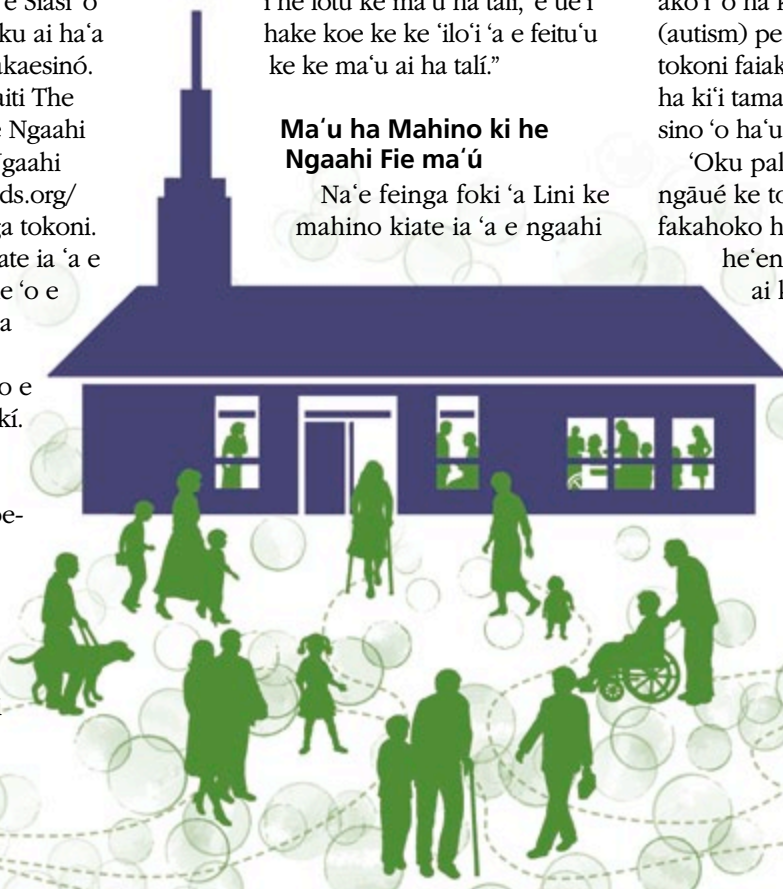 e Siasi ʻo
ku ai haʻa
akaesinó.
aiti The
e Ngaahi
Ngaahi
ds.org/
ga tokoni.
ate ia ʻa e
e ʻo e
a
o e
kí.
pe-
i he lotu ke maʻu ha talí, ʻe ueʻi
hake koe ke ke ʻiloʻi ʻa e feituʻu
ke ke maʻu ai ha talí.”
Maʻu ha Mahino ki he
Ngaahi Fie maʻú
Naʻe feinga foki ʻa Lini ke
mahino kiate ia ʻa e ngaahi
akoʻi ʻo ha
(autism) pe
tokoni faiak
ha kiʻi tama
sino ʻo haʻu
ʻOku pal
ngāué ke to
fakahoko h
heʻen
ai